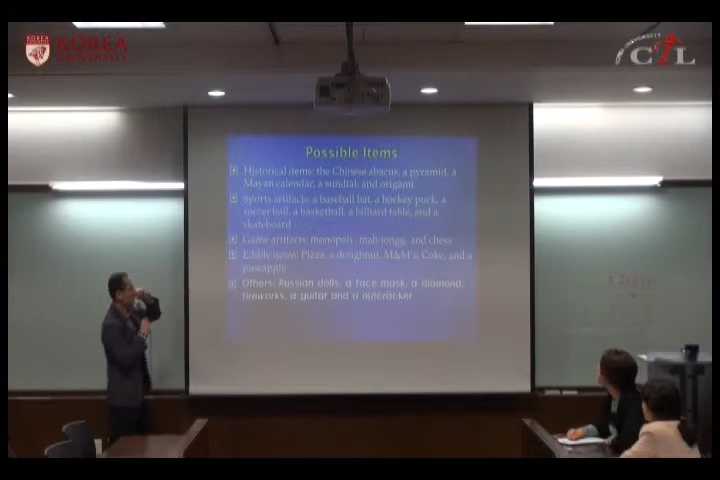 KOREA
UNIVERSITY
CTL
Possible Items
Historical items: the Chinese abacus, a pyramid, a
Mayan calendar, a sundial, and origami
Sports artifacts: a baseball bat, a hockey puck, a
soccer ball, a basketball, a billiard table, and a
skateboard
Game artifacts: monopoly, mah-jongg, and chess
Edible items: Pizza, a doughnut, M&M's, Coke, and a
pineapple
Others: Russian dolls, a face mask, a diamond,
fireworks, a guitar and a nutcracker